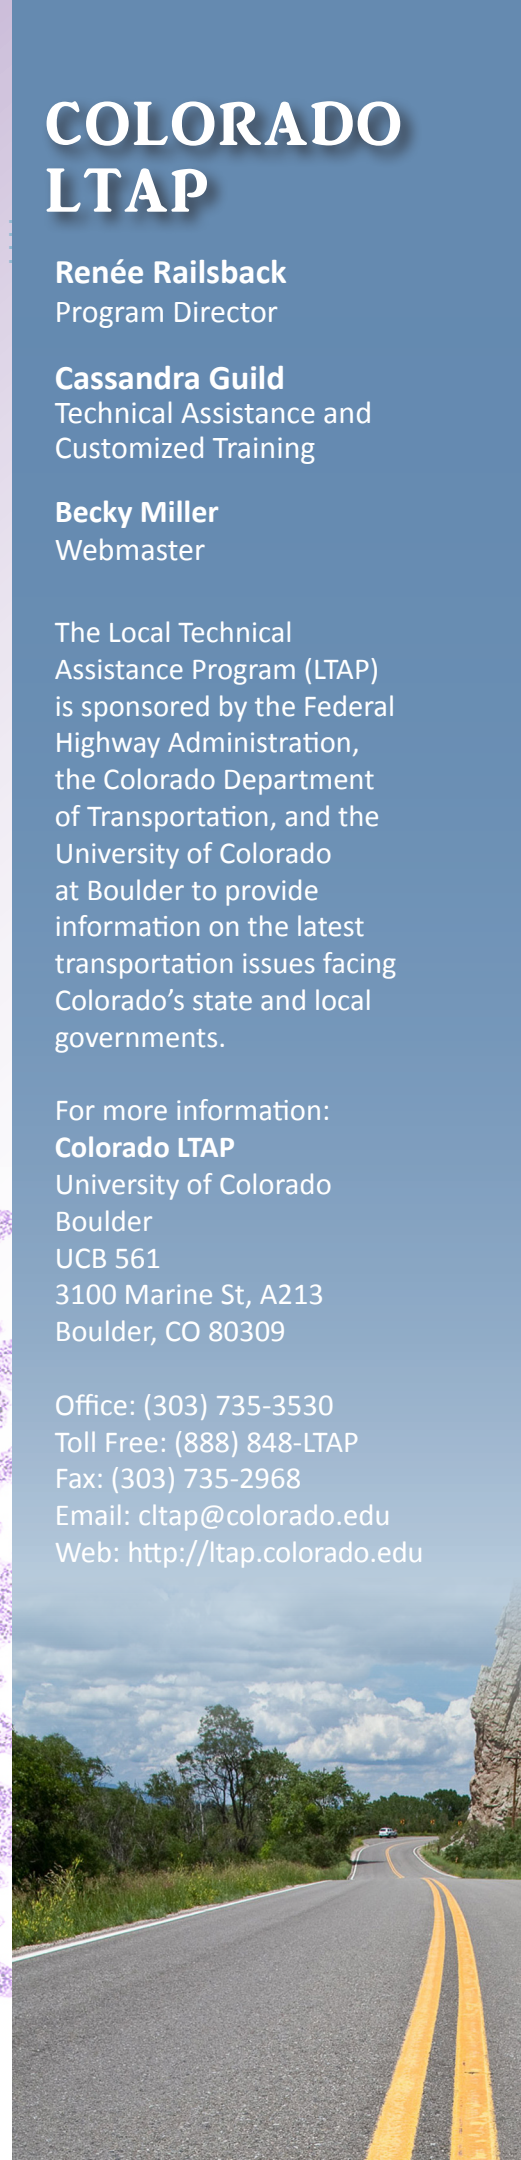 COLORADO
LTAP
Renée Railsback
Program Director
Cassandra Guild
Technical Assistance and
Customized Training
Becky Miller
Webmaster
The Local Technical
Assistance Program (LTAP)
is sponsored by the Federal
Highway Administration,
the Colorado Department
of Transportation, and the
University of Colorado
at Boulder to provide
information on the latest
transportation issues facing
Colorado’s state and local
governments.
For more information:
Colorado LTAP
University of Colorado
Boulder
UCB 561
3100 Marine St, A213
Boulder, CO 80309
Office: (303) 735-3530
Toll Free: (888) 848-LTAP
Fax: (303) 735-2968
Email: cltap@colorado.edu
Web: http://ltap.colorado.edu